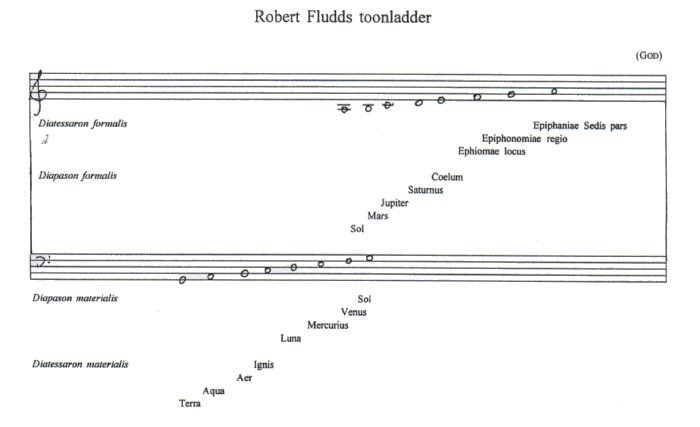 Robert Fludds toonladder
(GOD)
Diatessaron formalis
Epiphaniae Sedis pars
Epiphonomiae regio
Ephiomae locus
Diapason formalis
Coelum
Saturnus
Jupiter
Mars
Sol
Diapason materialis
Sol
Venus
Mercurius
Luna
Diatessaron materialis
Ignis
Aer
Aqua
Terra